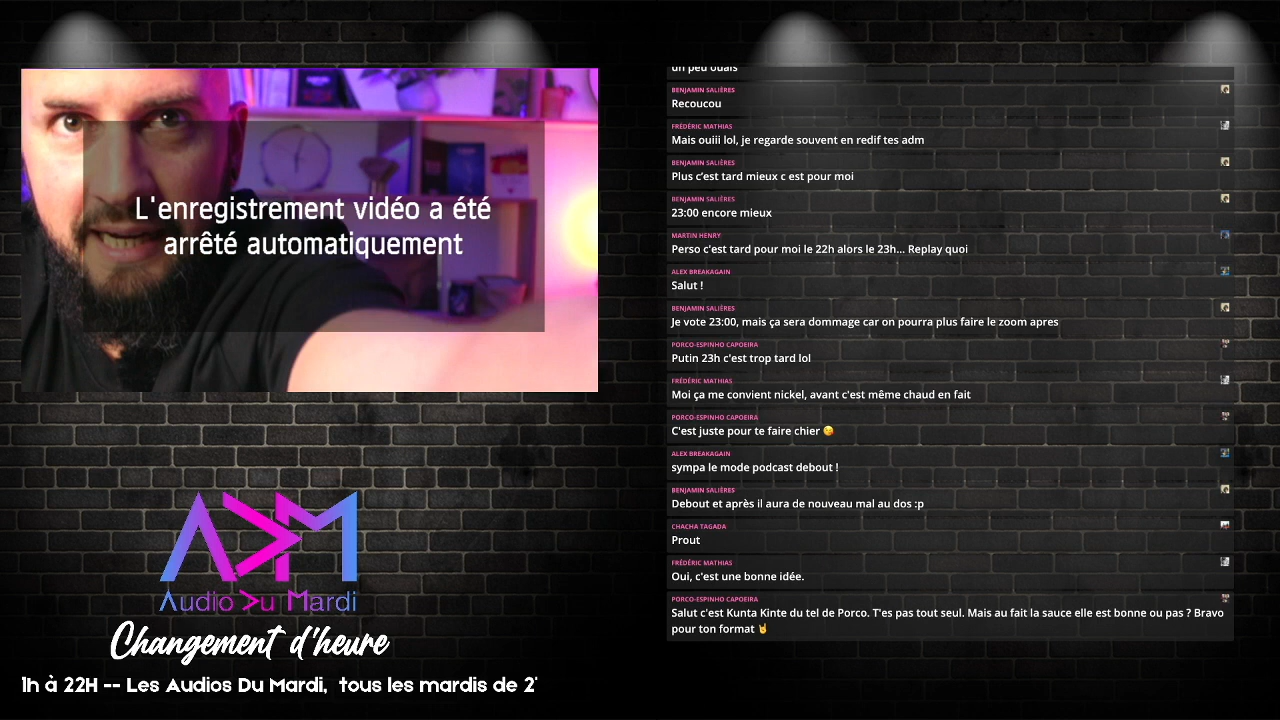 L'enregistrement vidéo a été
arrêté automatiquement
ADM
Audio Du Mardi
Changement d'heure
1h à 22H -- Les Audios Du Mardi, tous les mardis de 2
un peu ouais
BENJAMIN SALIÈRES
Recoucou
FRÉDÉRIC MATHIAS
Mais ouiii lol, je regarde souvent en redif tes adm
BENJAMIN SALIÈRES
Plus c'est tard mieux c est pour moi
BENJAMIN SALIÈRES
23:00 encore mieux
MARTIN HENRY
Perso c'est tard pour moi le 22h alors le 23h... Replay quoi
ALEX BREAKAGAIN
Salut !
BENJAMIN SALIÈRES
Je vote 23:00, mais ça sera dommage car on pourra plus faire le zoom apres
PORCO-ESPINHO CAPOEIRA
Putin 23h c'est trop tard lol
FRÉDÉRIC MATHIAS
Moi ça me convient nickel, avant c'est même chaud en fait
PORCO-ESPINHO CAPOEIRA
C'est juste pour te faire chier 😋
ALEX BREAKAGAIN
sympa le mode podcast debout !
BENJAMIN SALIÈRES
Debout et après il aura de nouveau mal au dos :p
CHACHA TAGADA
Prout
FRÉDÉRIC MATHIAS
Oui, c'est une bonne idée.
PORCO-ESPINHO CAPOEIRA
Salut c'est Kunta Kinte du tel de Porco. T'es pas tout seul. Mais au fait la sauce elle est bonne ou pas ? Bravo
pour ton format 🤘